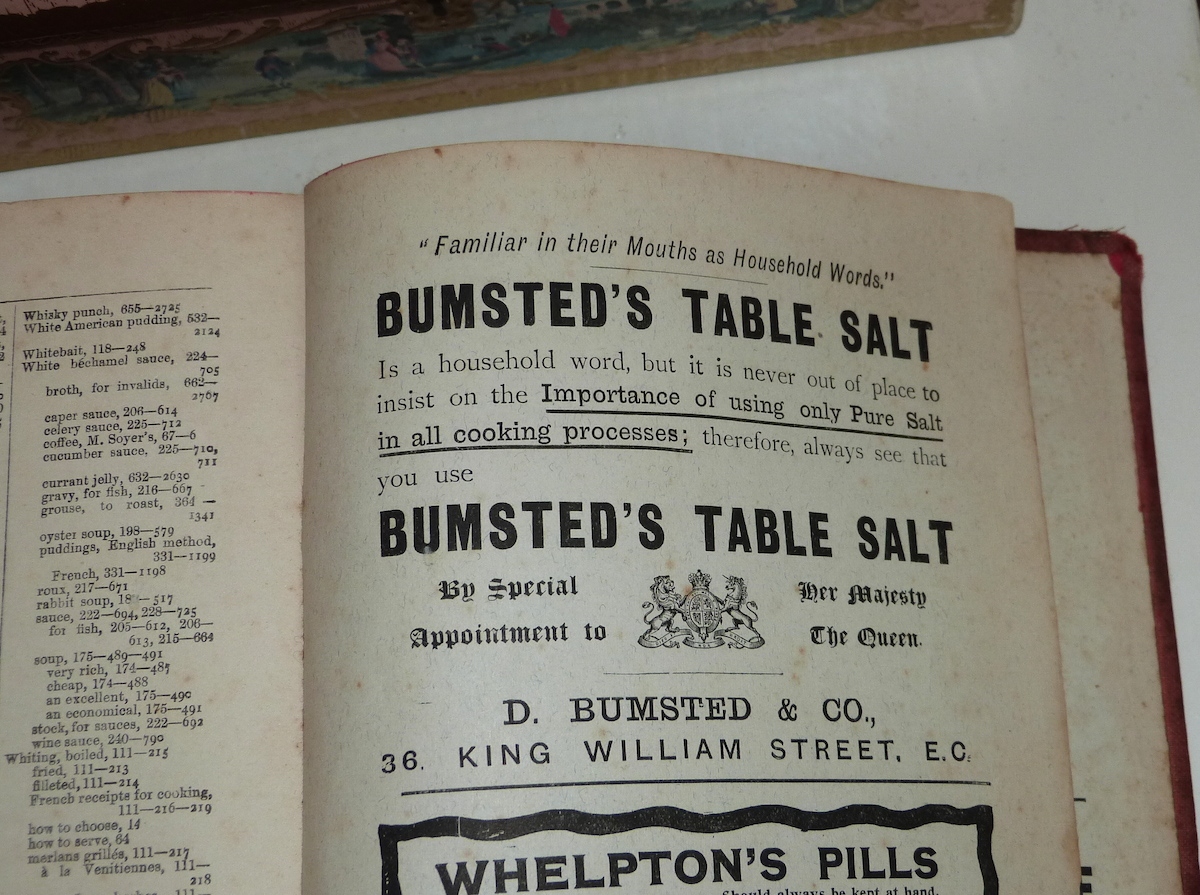 Whisky punch, 655—2725
White American pudding, 532—
2124
Whitebait, 118—248
White béchamel sauce, 224—
705
broth, for invalids, 662—
2767
caper sauce, 206—614
celery sauce, 225—712
coffee, M. Soyer's, 67—6
cucumber sauce, 225—710,
711
currant jelly, 632—2630
gravy, for fish, 216—667
grouse, to roast, 364 —
1341
oyster soup, 198—579
puddings, English method,
331—1199
French, 331—1198
roux, 217—671
rabbit soup, 517
sauce, 222—694, 228—725
for fish, 205—612, 206—
613, 215—664
soup, 175—489—491
very rich, 174—487
cheap, 174—488
an excellent, 175—490
an economical, 175—491
stock, for sauces, 222—692
wine sauce, 240—790
Whiting, boiled, 111—215
fried, 111—213
filleted, 111—214
French receipts for cooking,
111—216—219
how to choose, 14
how to serve, 64
merlans grillés, 111—217
à la Venitiennes, 111—
218
"Familiar in their Mouths as Household Words."
BUMSTED'S TABLE SALT
Is a household word, but it is never out of place to
insist on the Importance of using only Pure Salt
in all cooking processes; therefore, always see that
you use
BUMSTED'S TABLE SALT
By Special Her Majesty
Appointment to The Queen.
D. BUMSTED & CO.,
36. KING WILLIAM STREET, E.C.
WHELPTON'S PILLS
Should always be kept at hand.